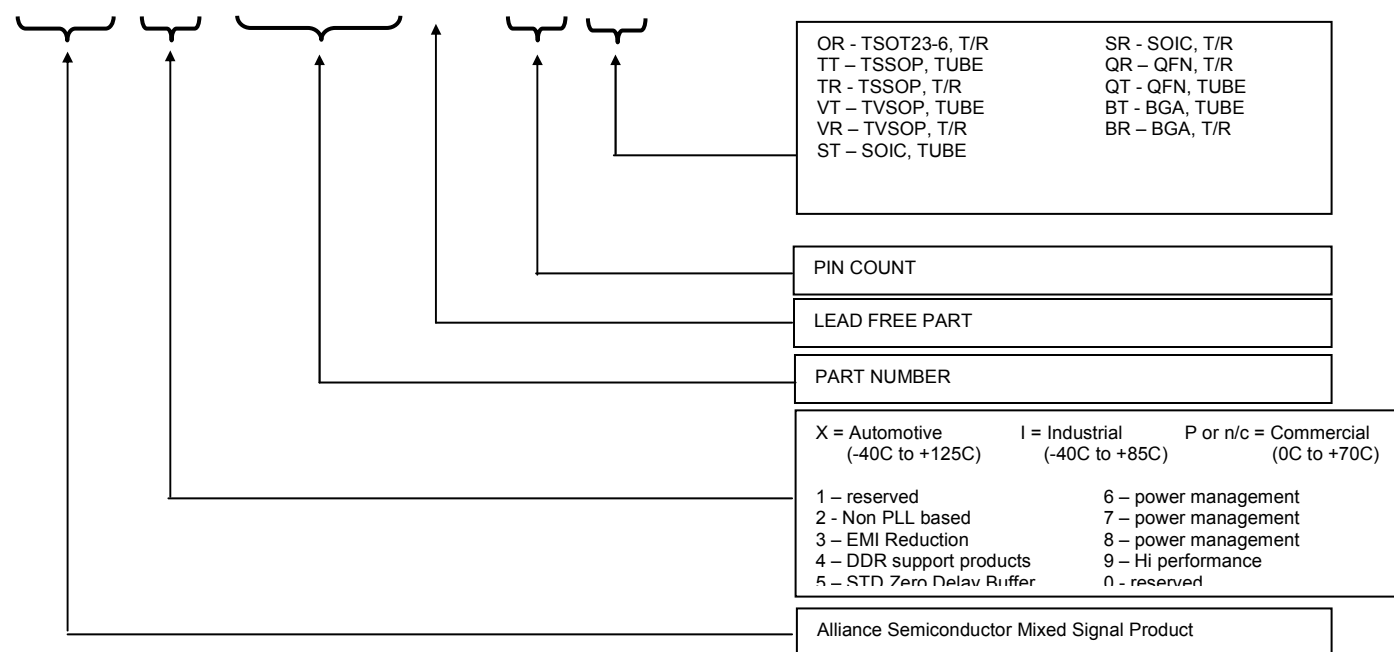 OR - TSOT23-6, T/R SR - SOIC, T/R
TT – TSSOP, TUBE QR – QFN, T/R
TR - TSSOP, T/R QT - QFN, TUBE
VT – TVSOP, TUBE BT - BGA, TUBE
VR – TVSOP, T/R BR – BGA, T/R
ST – SOIC, TUBE
PIN COUNT
LEAD FREE PART
PART NUMBER
X = Automotive I = Industrial P or n/c = Commercial
(-40C to +125C) (-40C to +85C) (0C to +70C)
1 – reserved 6 – power management
2 - Non PLL based 7 – power management
3 – EMI Reduction 8 – power management
4 – DDR support products 9 – Hi performance
5 – STD Zero Delay Buffer 0 - reserved
Alliance Semiconductor Mixed Signal Product